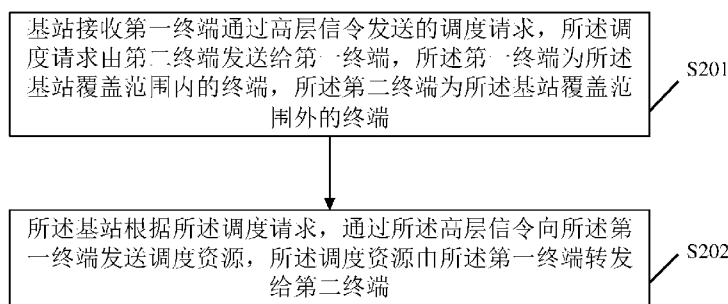 基站接收第一终端通过高层信令发送的调度请求，所述调
度请求由第二终端发送给第一终端，所述第一终端为所述
基站覆盖范围内的终端，所述第二终端为所述基站覆盖范
围外的终端
S201
所述基站根据所述调度请求，通过所述高层信令向所述第
一终端发送调度资源，所述调度资源由所述第一终端转发
给第二终端
S202